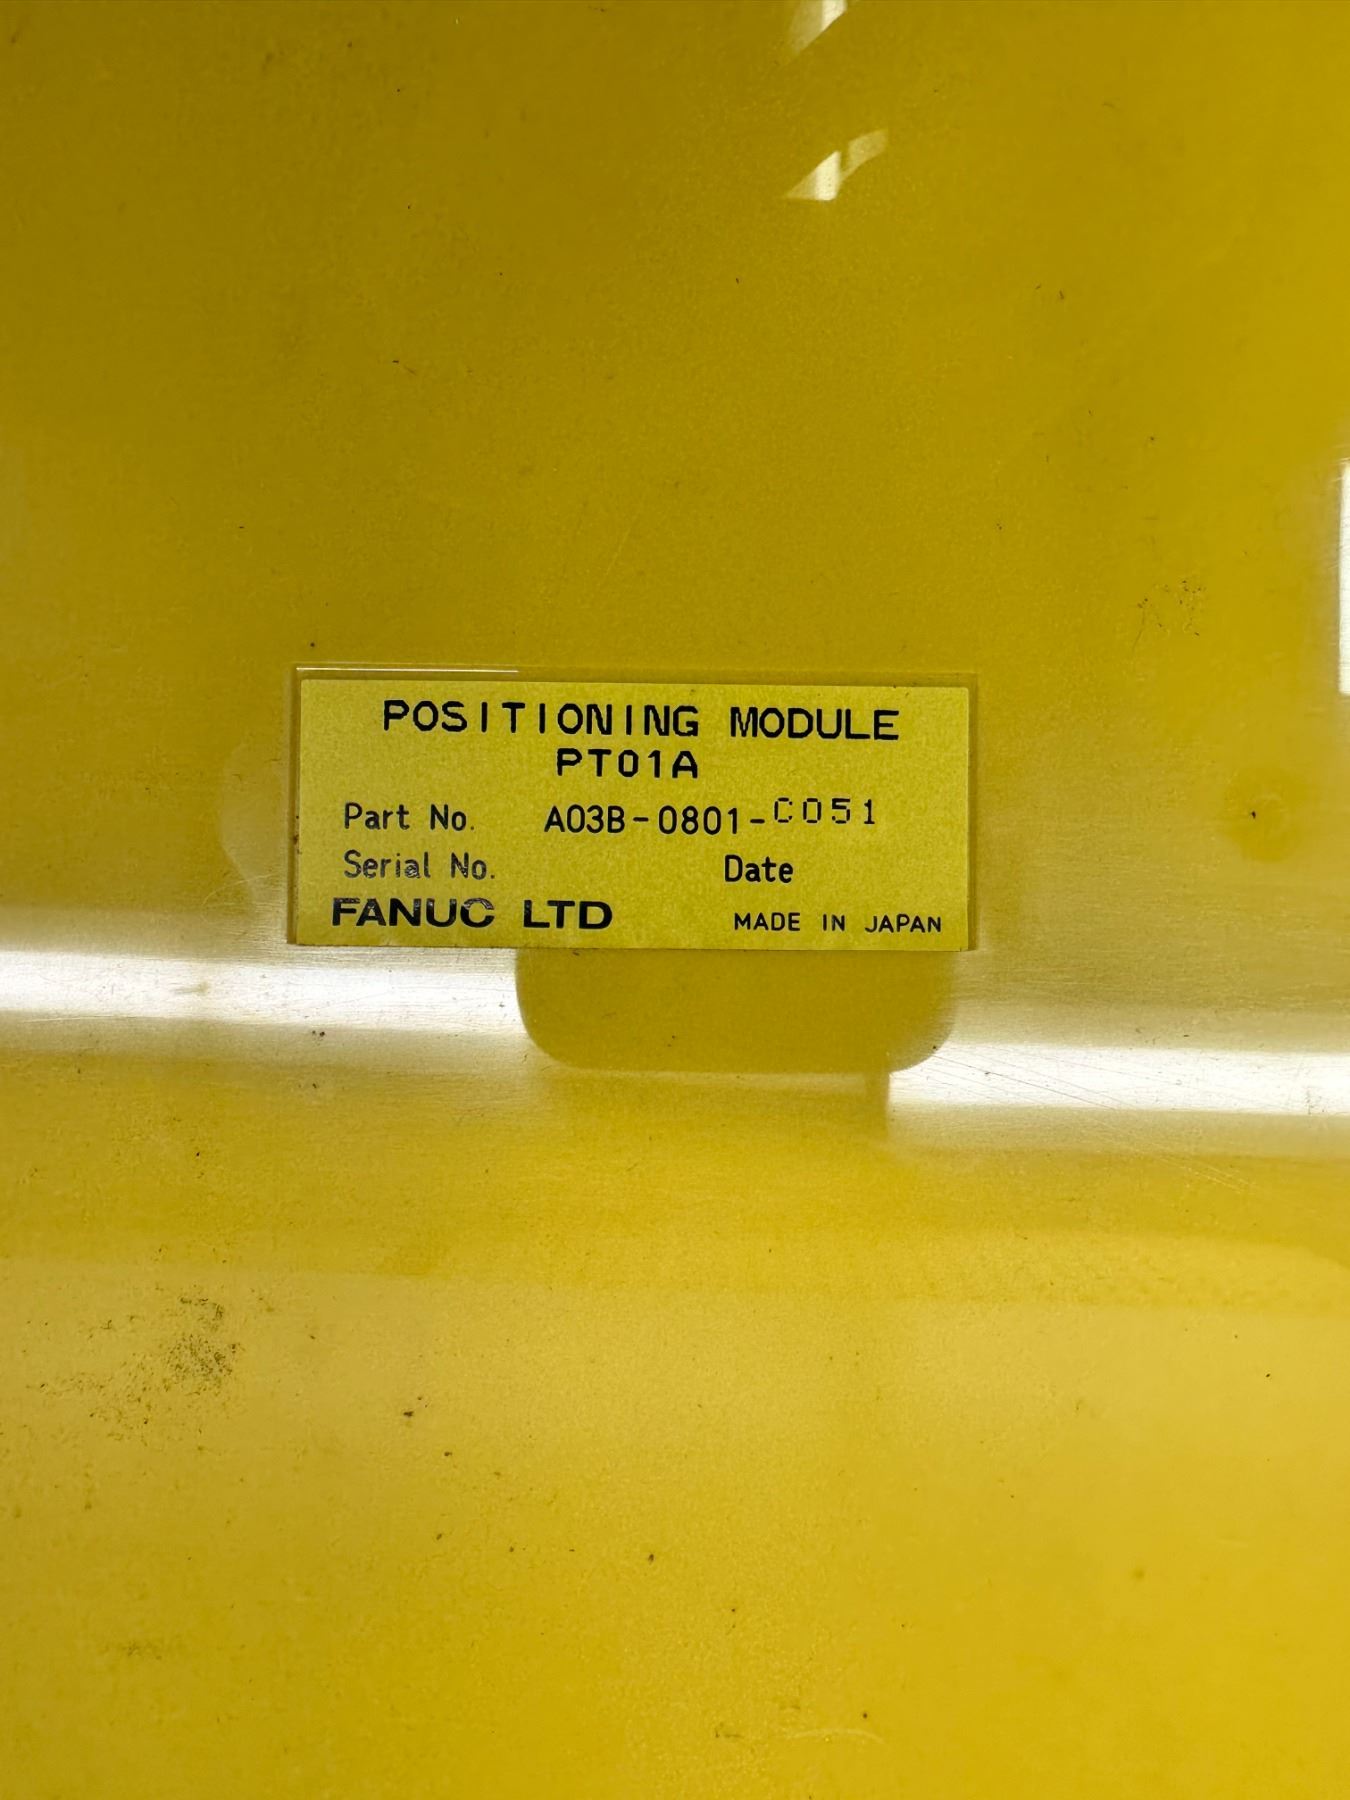 POSITIONING MODULE
PT01A
Part No. A03B-0801-C051
Serial No. Date
FANUC LTD MADE IN JAPAN